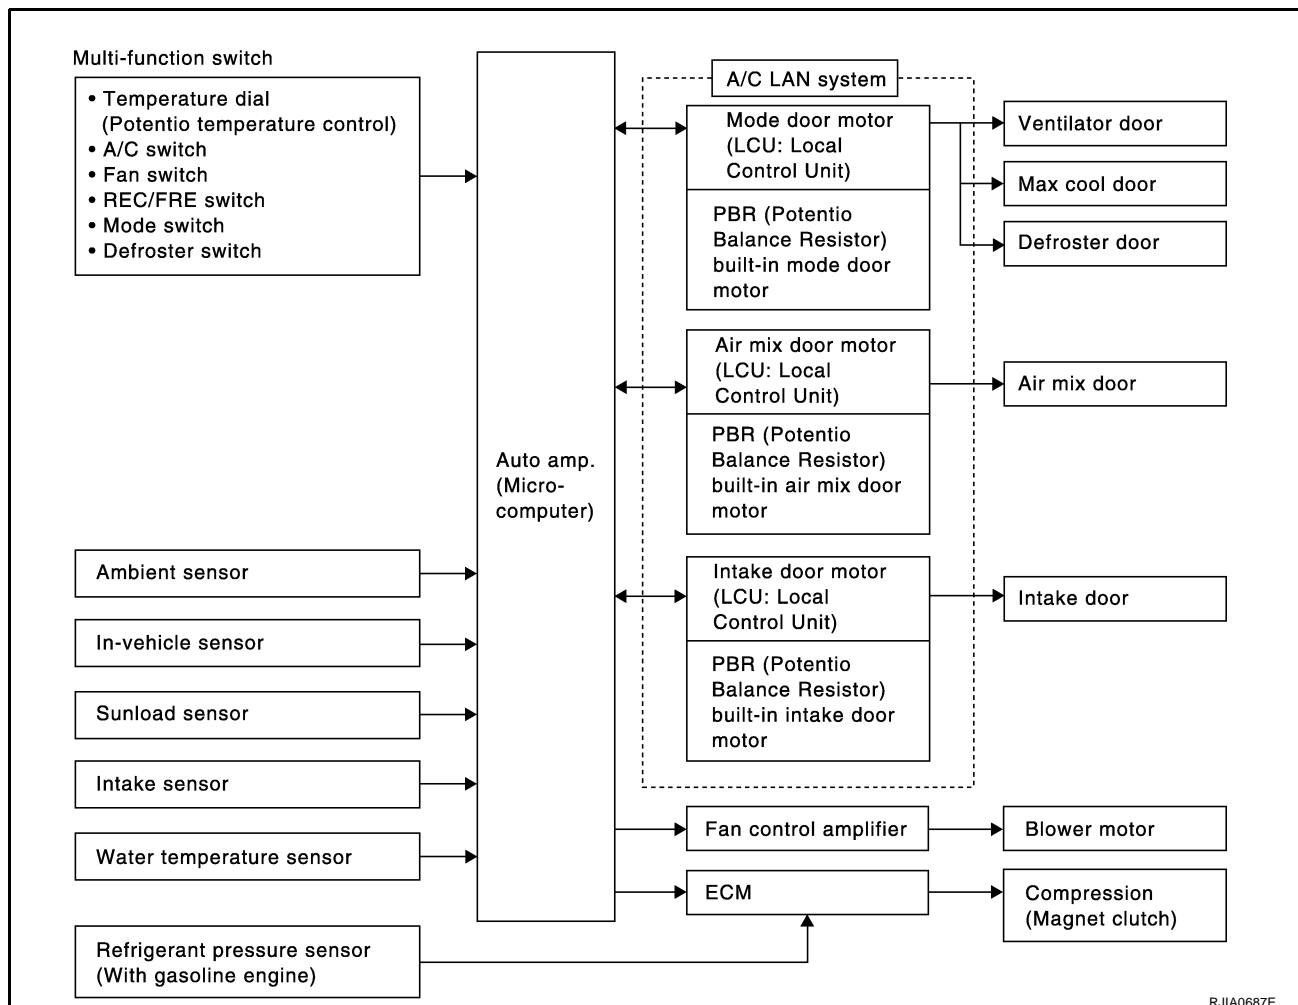 Multi-function switch
• Temperature dial
(Potentio temperature control)
• A/C switch
• Fan switch
• REC/FRE switch
• Mode switch
• Defroster switch
Ambient sensor
In-vehicle sensor
Sunload sensor
Intake sensor
Water temperature sensor
Refrigerant pressure sensor
(With gasoline engine)
Auto amp.
(Micro-
computer)
A/C LAN system
Mode door motor
(LCU: Local
Control Unit)
PBR (Potentio
Balance Resistor)
built-in mode door
motor
Air mix door motor
(LCU: Local
Control Unit)
PBR (Potentio
Balance Resistor)
built-in air mix door
motor
Intake door motor
(LCU: Local
Control Unit)
PBR (Potentio
Balance Resistor)
built-in intake door
motor
Fan control amplifier
ECM
Ventilator door
Max cool door
Defroster door
Air mix door
Intake door
Blower motor
Compression
(Magnet clutch)
RJIA0687E